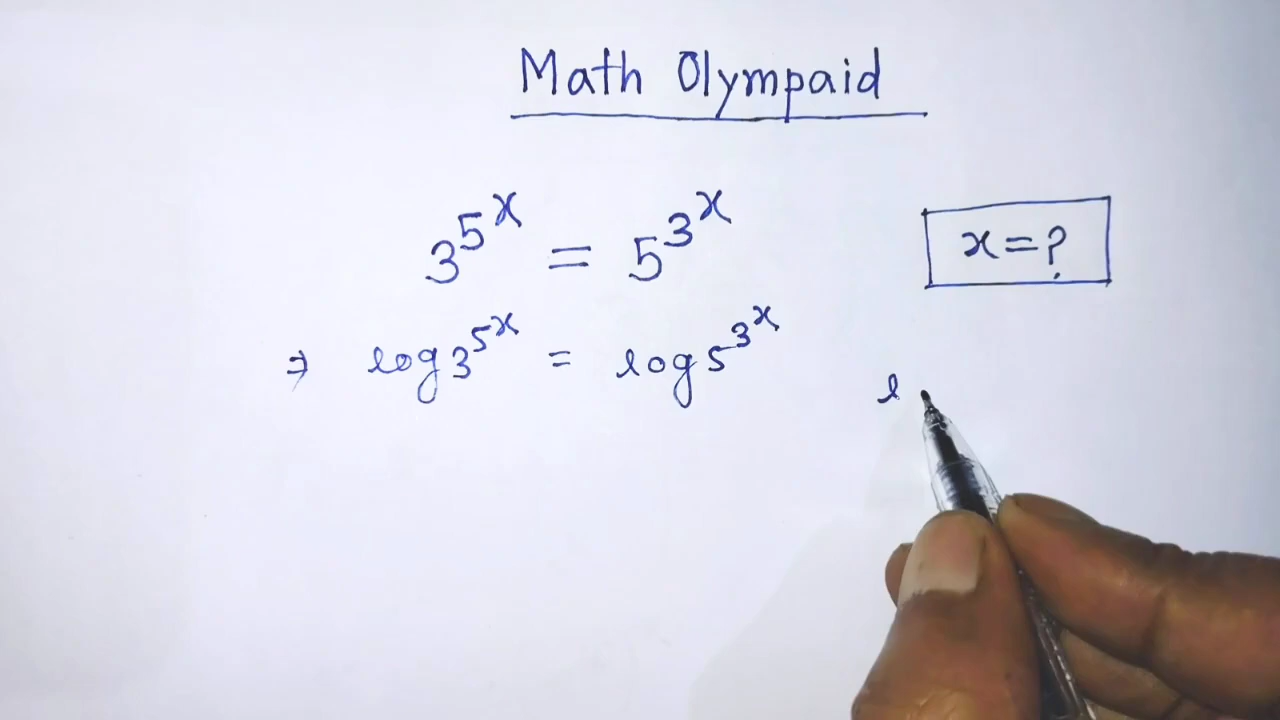 Math Olympaid
3^5^x = 5^3^x
x=?
⇒ log 3^5^x = log 5^3^x
l